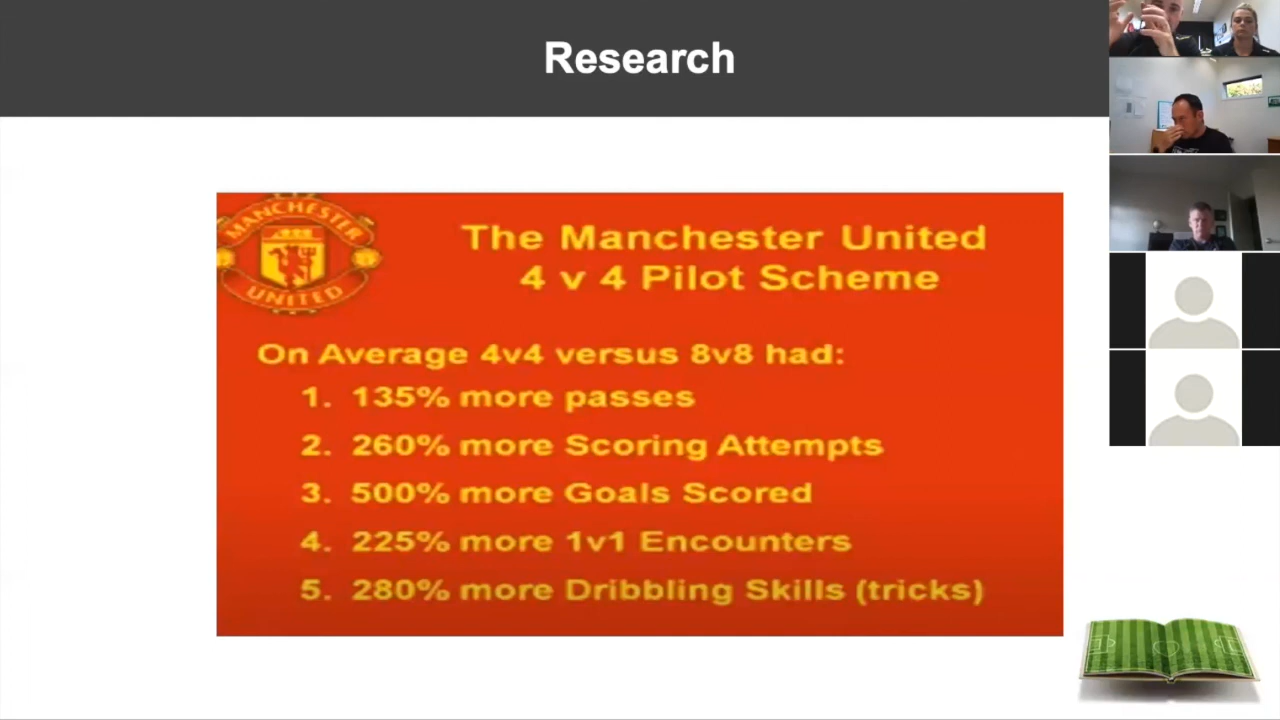 Research
MANCHESTER
UNITED
The Manchester United
4 v 4 Pilot Scheme
On Average 4v4 versus 8v8 had:
1. 135% more passes
2. 260% more Scoring Attempts
3. 500% more Goals Scored
4. 225% more 1v1 Encounters
5. 280% more Dribbling Skills (tricks)